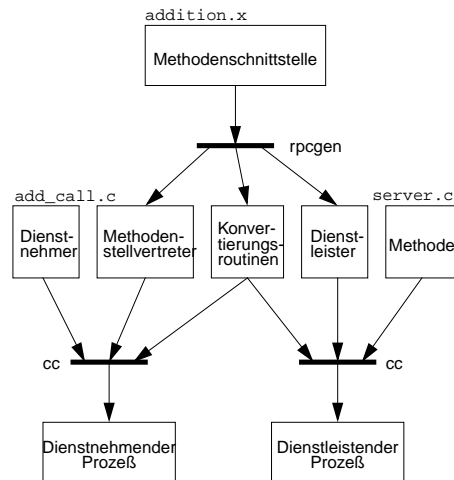 addition.x
Methodenschnittstelle
rpcgen
add_call.c
server.c
Dienst-
nehmer
Methoden-
stellvertreter
Konver-
tierungs-
routinen
Dienst-
leister
Methode
cc
cc
Dienstnehmender
Prozeß
Dienstleistender
Prozeß